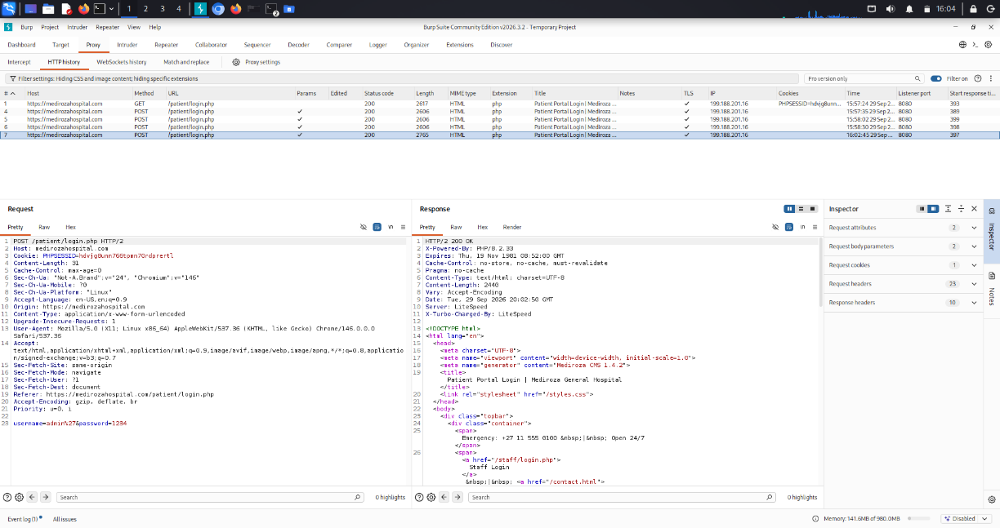 1 2 3 4 2 16:04
Burp Project Intruder Repeater View Help Burp Suite Community Edition v2026.3.2 - Temporary Project
Dashboard Target Proxy Intruder Repeater Collaborator Sequencer Decoder Comparer Logger Organizer Extensions Discover
Intercept HTTP history WebSockets history Match and replace Proxy settings
Filter settings: Hiding CSS and image content; hiding specific extensions Pro version only Filter on
# Host Method URL Params Edited Status code Length MIME type Extension Title Notes TLS IP Cookies Time Listener port Start response ti...
1 https://medirozahospital.com GET /patient/login.php 200 2617 HTML php Patient Portal Login | Mediroza ... ✓ 199.188.201.16 PHPSESSID=hdvjg8unn... 15:57:24 29 Sep 2... 8080 393
4 https://medirozahospital.com POST /patient/login.php ✓ 200 2606 HTML php Patient Portal Login | Mediroza ... ✓ 199.188.201.16 15:57:35 29 Sep 2... 8080 389
5 https://medirozahospital.com POST /patient/login.php ✓ 200 2606 HTML php Patient Portal Login | Mediroza ... ✓ 199.188.201.16 15:58:02 29 Sep 2... 8080 399
6 https://medirozahospital.com POST /patient/login.php ✓ 200 2606 HTML php Patient Portal Login | Mediroza ... ✓ 199.188.201.16 15:58:30 29 Sep 2... 8080 398
7 https://medirozahospital.com POST /patient/login.php ✓ 200 2765 HTML php Patient Portal Login | Mediroza ... ✓ 199.188.201.16 16:02:45 29 Sep 2... 8080 397
Request
Pretty Raw Hex
\n
1 POST /patient/login.php HTTP/2
2 Host: medirozahospital.com
3 Cookie: PHPSESSID=hdvjg8unn766tpmn70rdprertl
4 Content-Length: 31
5 Cache-Control: max-age=0
6 Sec-Ch-Ua: "Not-A.Brand";v="24", "Chromium";v="146"
7 Sec-Ch-Ua-Mobile: ?0
8 Sec-Ch-Ua-Platform: "Linux"
9 Accept-Language: en-US,en;q=0.9
10 Origin: https://medirozahospital.com
11 Content-Type: application/x-www-form-urlencoded
12 Upgrade-Insecure-Requests: 1
13 User-Agent: Mozilla/5.0 (X11; Linux x86_64) AppleWebKit/537.36 (KHTML, like Gecko) Chrome/146.0.0.0
Safari/537.36
14 Accept:
text/html,application/xhtml+xml,application/xml;q=0.9,image/avif,image/webp,image/apng,*/*;q=0.8,applicatio
n/signed-exchange;v=b3;q=0.7
15 Sec-Fetch-Site: same-origin
16 Sec-Fetch-Mode: navigate
17 Sec-Fetch-User: ?1
18 Sec-Fetch-Dest: document
19 Referer: https://medirozahospital.com/patient/login.php
20 Accept-Encoding: gzip, deflate, br
21 Priority: u=0, i
22
23 username=admin%27&password=1234
Search 0 highlights
Response
Pretty Raw Hex Render
\n
1 HTTP/2 200 OK
2 X-Powered-By: PHP/8.2.33
3 Expires: Thu, 19 Nov 1981 08:52:00 GMT
4 Cache-Control: no-store, no-cache, must-revalidate
5 Pragma: no-cache
6 Content-Type: text/html; charset=UTF-8
7 Content-Length: 2440
8 Vary: Accept-Encoding
9 Date: Tue, 29 Sep 2026 20:02:50 GMT
10 Server: LiteSpeed
11 X-Turbo-Charged-By: LiteSpeed
12
13 <!DOCTYPE html>
14 <html lang="en">
15 <head>
16 <meta charset="UTF-8">
17 <meta name="viewport" content="width=device-width, initial-scale=1.0">
18 <meta name="generator" content="Mediroza CMS 1.4.2">
19 <title>
Patient Portal Login | Mediroza General Hospital
</title>
20 <link rel="stylesheet" href="/styles.css">
21 </head>
22 <body>
23 <div class="topbar">
24 <div class="container">
25 <span>
Emergency: +27 11 555 0100 &nbsp;|&nbsp; Open 24/7
</span>
26 <span>
<a href="/staff/login.php">
Staff Login
</a>
&nbsp;|&nbsp; <a href="/contact.html">
Search 0 highlights
Inspector
Request attributes 2
Request body parameters 2
Request cookies 1
Request headers 23
Response headers 10
Inspector
Notes
Event log (1) All issues Memory: 141.6MB of 980.0MB Disabled